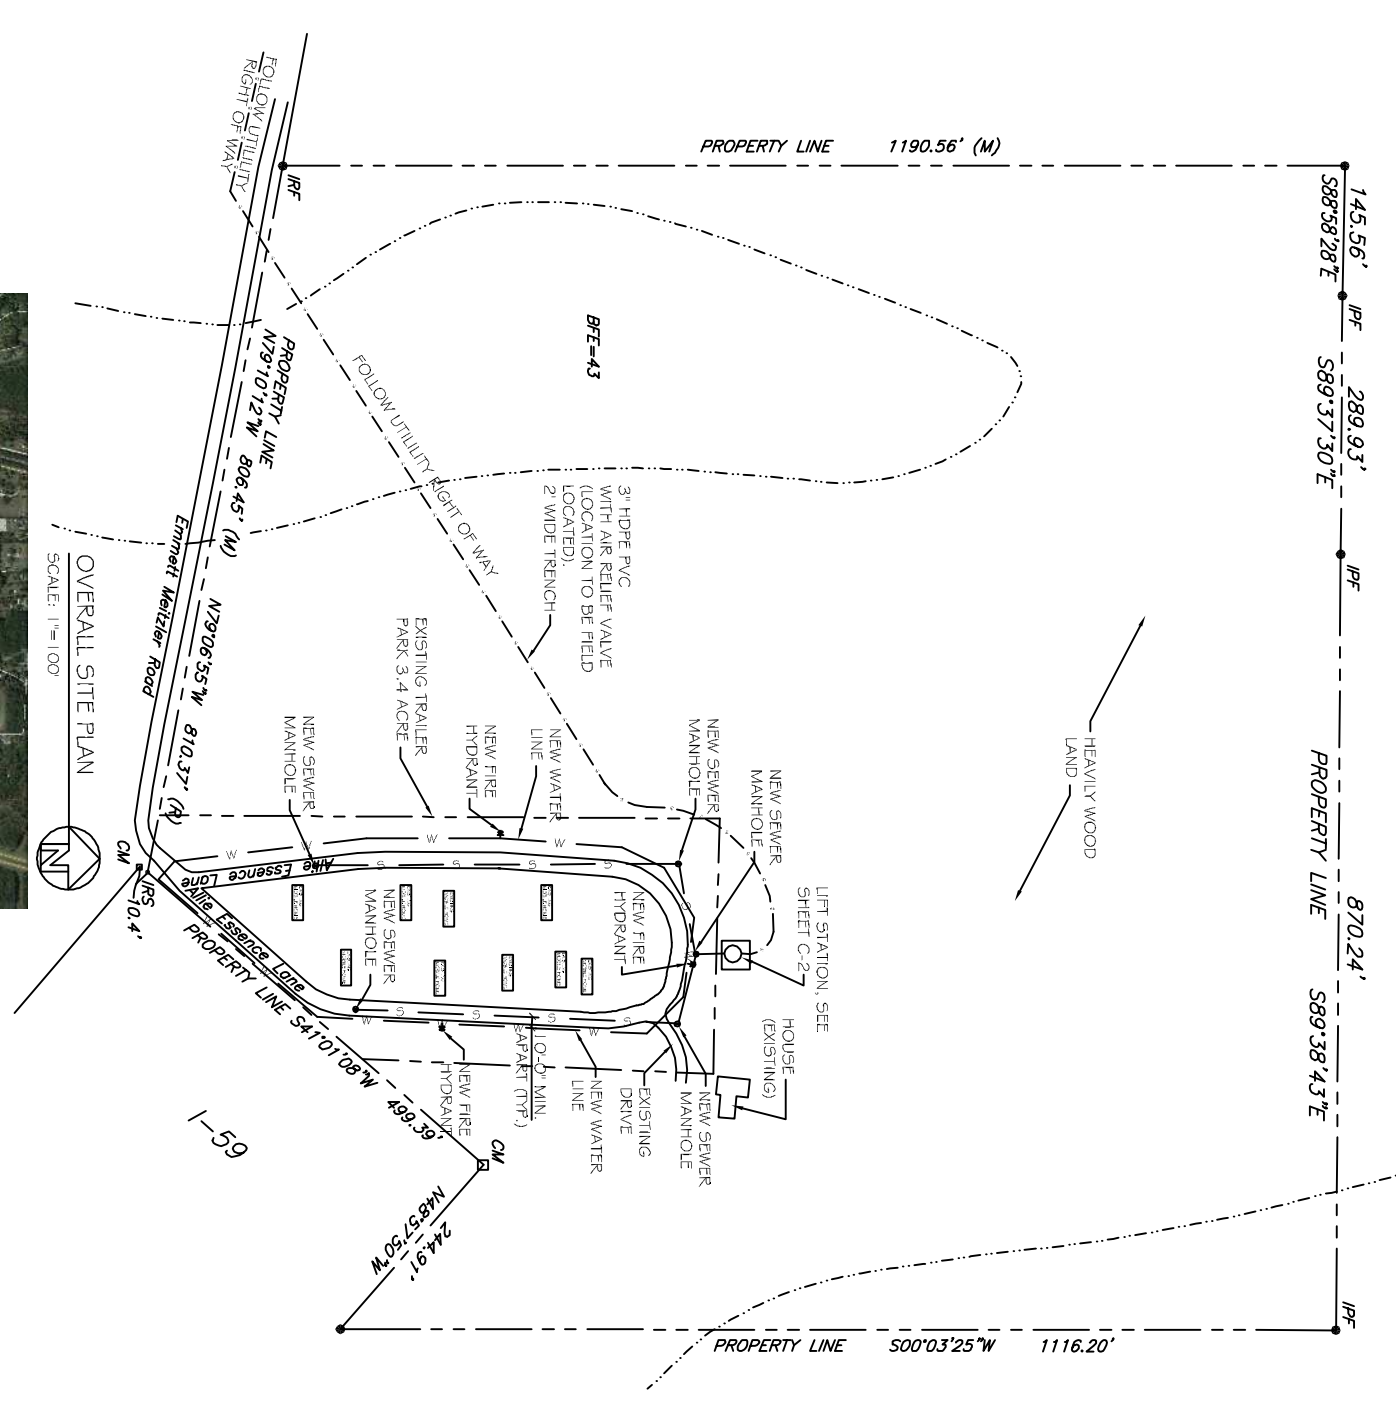 PROPERTY LINE 1190.56' (M)
145.56'
S88°58'28"E
IPF
289.93'
S89°37'30"E
IPF
PROPERTY LINE
870.24'
S89°38'43"E
IPF
PROPERTY LINE S00°03'25"W 1116.20'
FOLLOW UTILILITY
RIGHT OF WAY
IRF
BFE=43
PROPERTY LINE
N79°10'12"W 806.45' (M)
N79°06'55"W 810.37' (R)
Emmett Meitzler Road
FOLLOW UTILILITY RIGHT OF WAY
3" HDPE PVC
WITH AIR RELIEF VALVE
(LOCATION TO BE FIELD
LOCATED).
2' WIDE TRENCH
HEAVILY WOOD
LAND
EXISTING TRAILER
PARK 3.4 ACRE
NEW SEWER
MANHOLE
NEW FIRE
HYDRANT
NEW WATER
LINE
NEW SEWER
MANHOLE
NEW SEWER
MANHOLE
LIFT STATION, SEE
SHEET C-2
HOUSE
(EXISTING)
NEW FIRE
HYDRANT
NEW SEWER
MANHOLE
Allie Essence Lane
Allie Essence Lane
W W W W
S S S S
S S S S
W W W W
W
W
W
10'-0" MIN.
APART (TYP.)
NEW FIRE
HYDRANT
NEW WATER
LINE
EXISTING
DRIVE
NEW SEWER
MANHOLE
CM
IRS
10.4'
PROPERTY LINE S41°01'08"W 499.39'
CM
244.91'
N48°57'50"W
I-59
OVERALL SITE PLAN
SCALE: 1"=100'
N